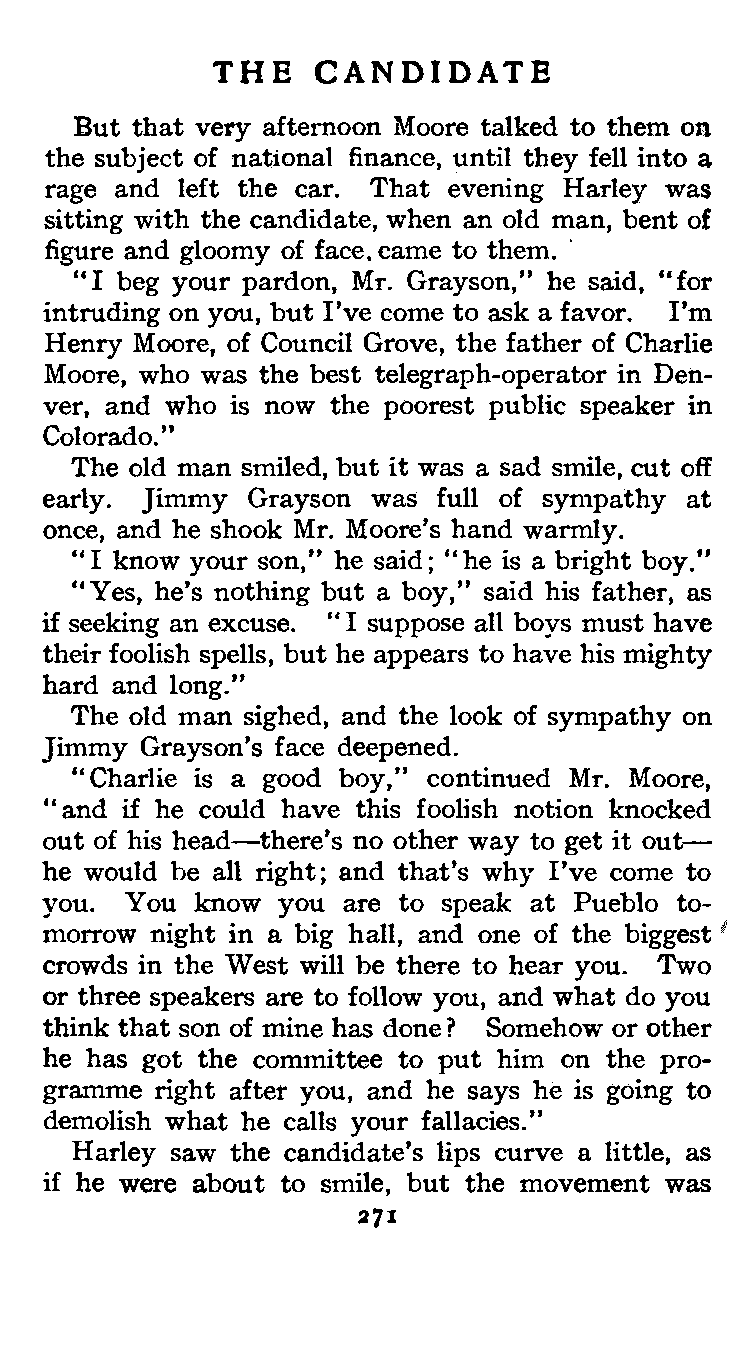 THE CANDIDATE
But that very afternoon Moore talked to them on
the subject of national finance, until they fell into a
rage and left the car. That evening Harley was
sitting with the candidate, when an old man, bent of
figure and gloomy of face, came to them.
"I beg your pardon, Mr. Grayson," he said, "for
intruding on you, but I've come to ask a favor. I'm
Henry Moore, of Council Grove, the father of Charlie
Moore, who was the best telegraph-operator in Den-
ver, and who is now the poorest public speaker in
Colorado."
The old man smiled, but it was a sad smile, cut off
early. Jimmy Grayson was full of sympathy at
once, and he shook Mr. Moore's hand warmly.
"I know your son," he said; "he is a bright boy."
"Yes, he's nothing but a boy," said his father, as
if seeking an excuse. "I suppose all boys must have
their foolish spells, but he appears to have his mighty
hard and long."
The old man sighed, and the look of sympathy on
Jimmy Grayson's face deepened.
"Charlie is a good boy," continued Mr. Moore,
"and if he could have this foolish notion knocked
out of his head—there's no other way to get it out—
he would be all right; and that's why I've come to
you. You know you are to speak at Pueblo to-
morrow night in a big hall, and one of the biggest
crowds in the West will be there to hear you. Two
or three speakers are to follow you, and what do you
think that son of mine has done? Somehow or other
he has got the committee to put him on the pro-
gramme right after you, and he says he is going to
demolish what he calls your fallacies."
Harley saw the candidate's lips curve a little, as
if he were about to smile, but the movement was
271